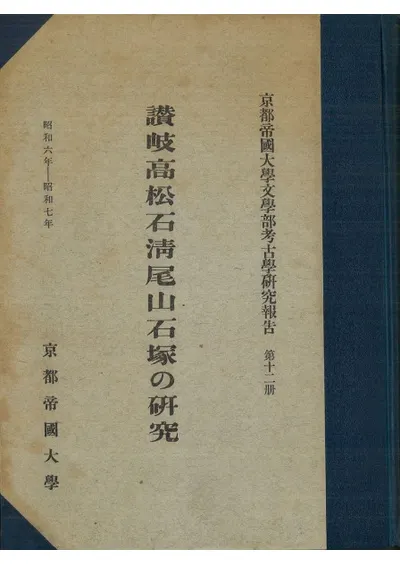 京都帝國大學文學部考古學研究報告 第十二册
讃岐高松石清尾山石塚の研究
昭和六年―昭和七年
京都帝國大學